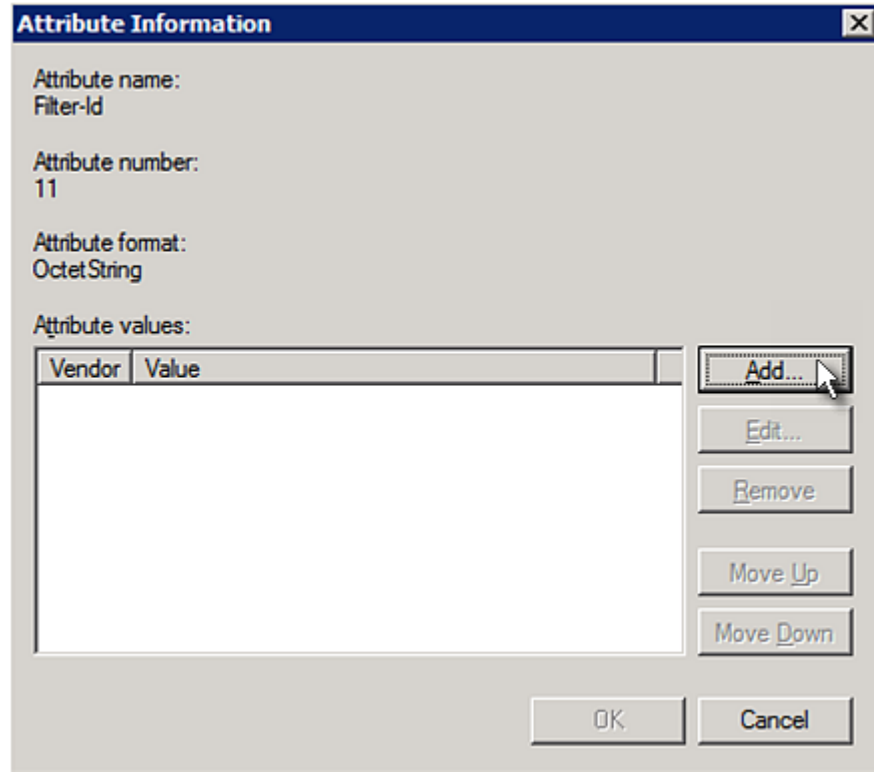 Attribute Information
Attribute name:
Filter-Id
Attribute number:
11
Attribute format:
OctetString
Attribute values:
Vendor Value
Add...
Edit...
Remove
Move Up
Move Down
OK Cancel